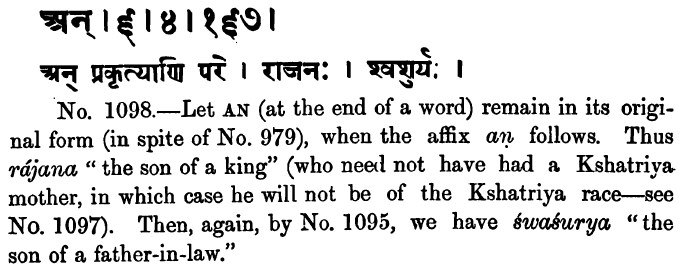 अन् । ६ । ४ । १६७ ।
अन् प्रकृत्याणि परे । राजनः । श्वशुर्यः ।
No. 1098.—Let AN (at the end of a word) remain in its origi-
nal form (in spite of No. 979), when the affix aṇ follows. Thus
rájana “the son of a king” (who need not have had a Kshatriya
mother, in which case he will not be of the Kshatriya race—see
No. 1097). Then, again, by No. 1095, we have śwaśurya “the
son of a father-in-law.”